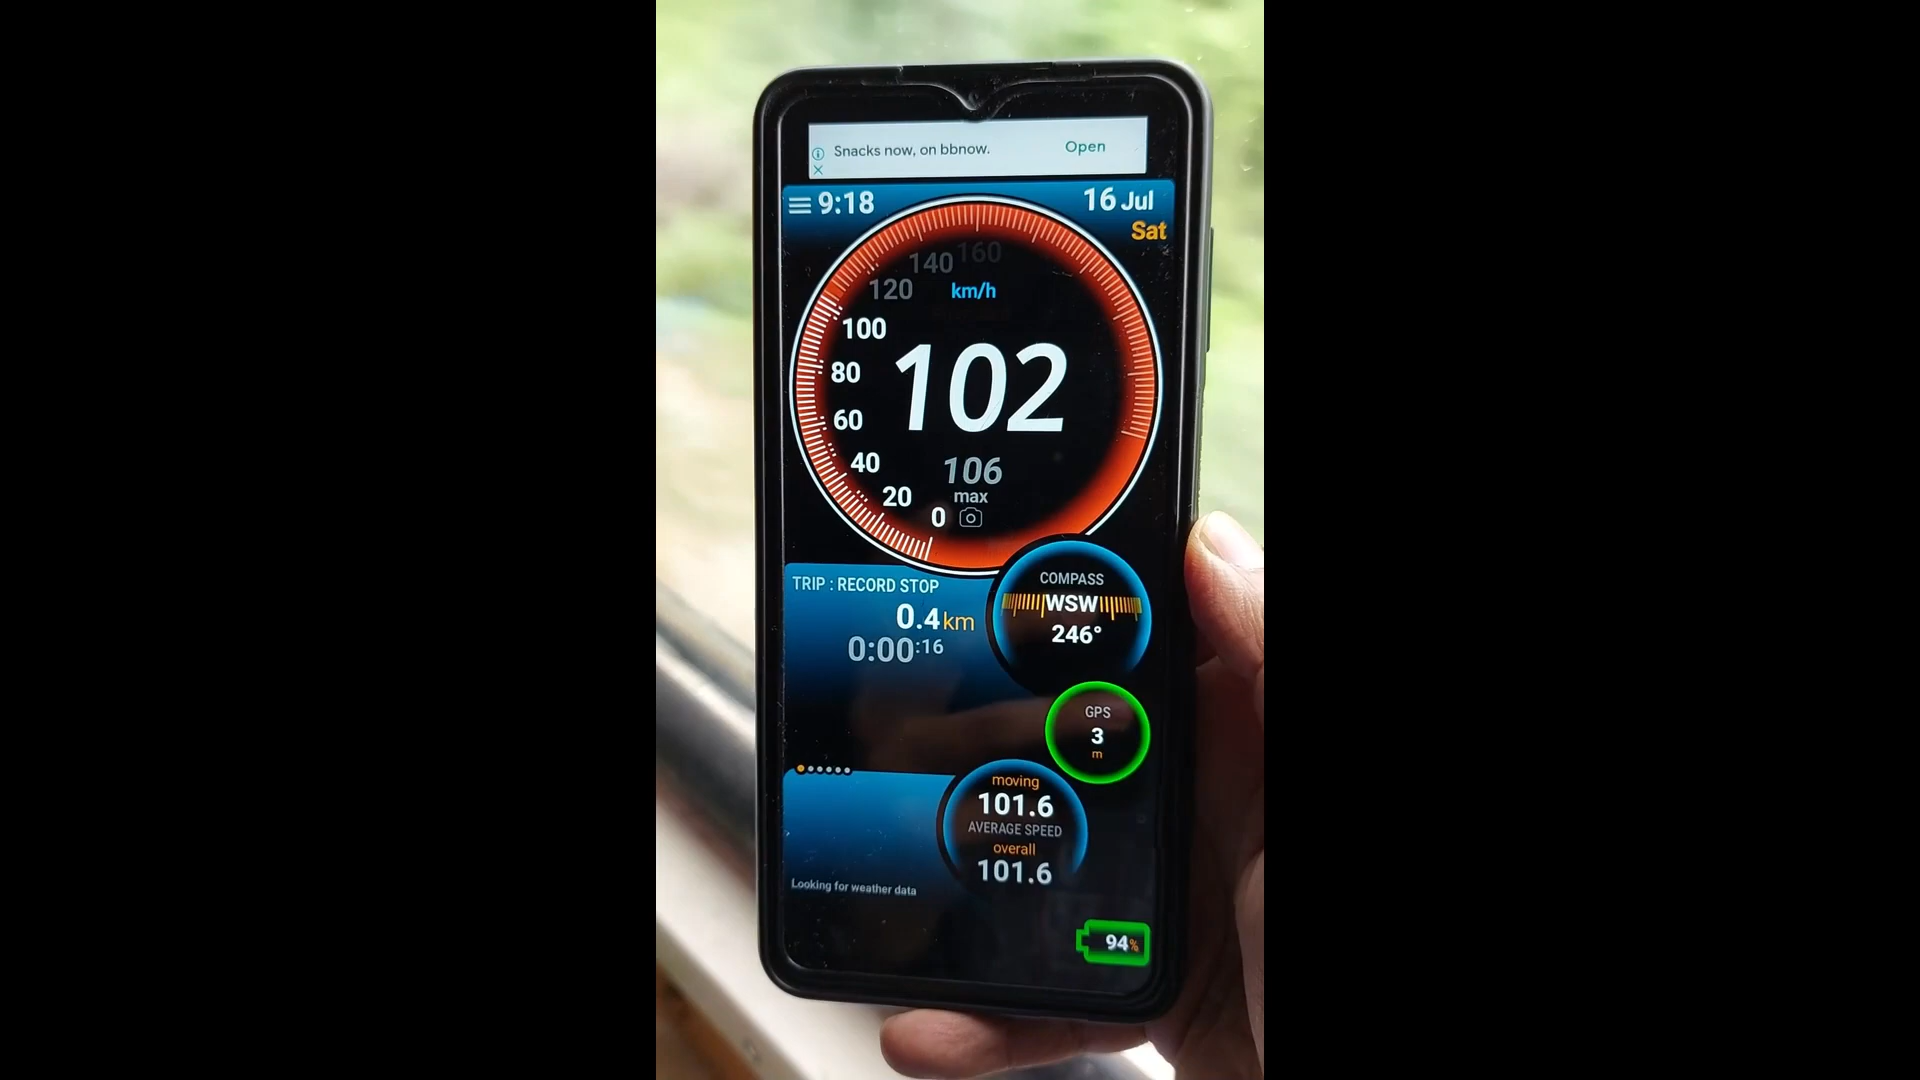 Snacks now, on bbnow.
Open
9:18
16 Jul
Sat
160
140
120
km/h
100
80
102
60
40
106
20
max
0
TRIP : RECORD STOP
0.4 km
0:00:16
COMPASS
WSW
246°
GPS
3
m
moving
101.6
AVERAGE SPEED
overall
101.6
Looking for weather data
94%